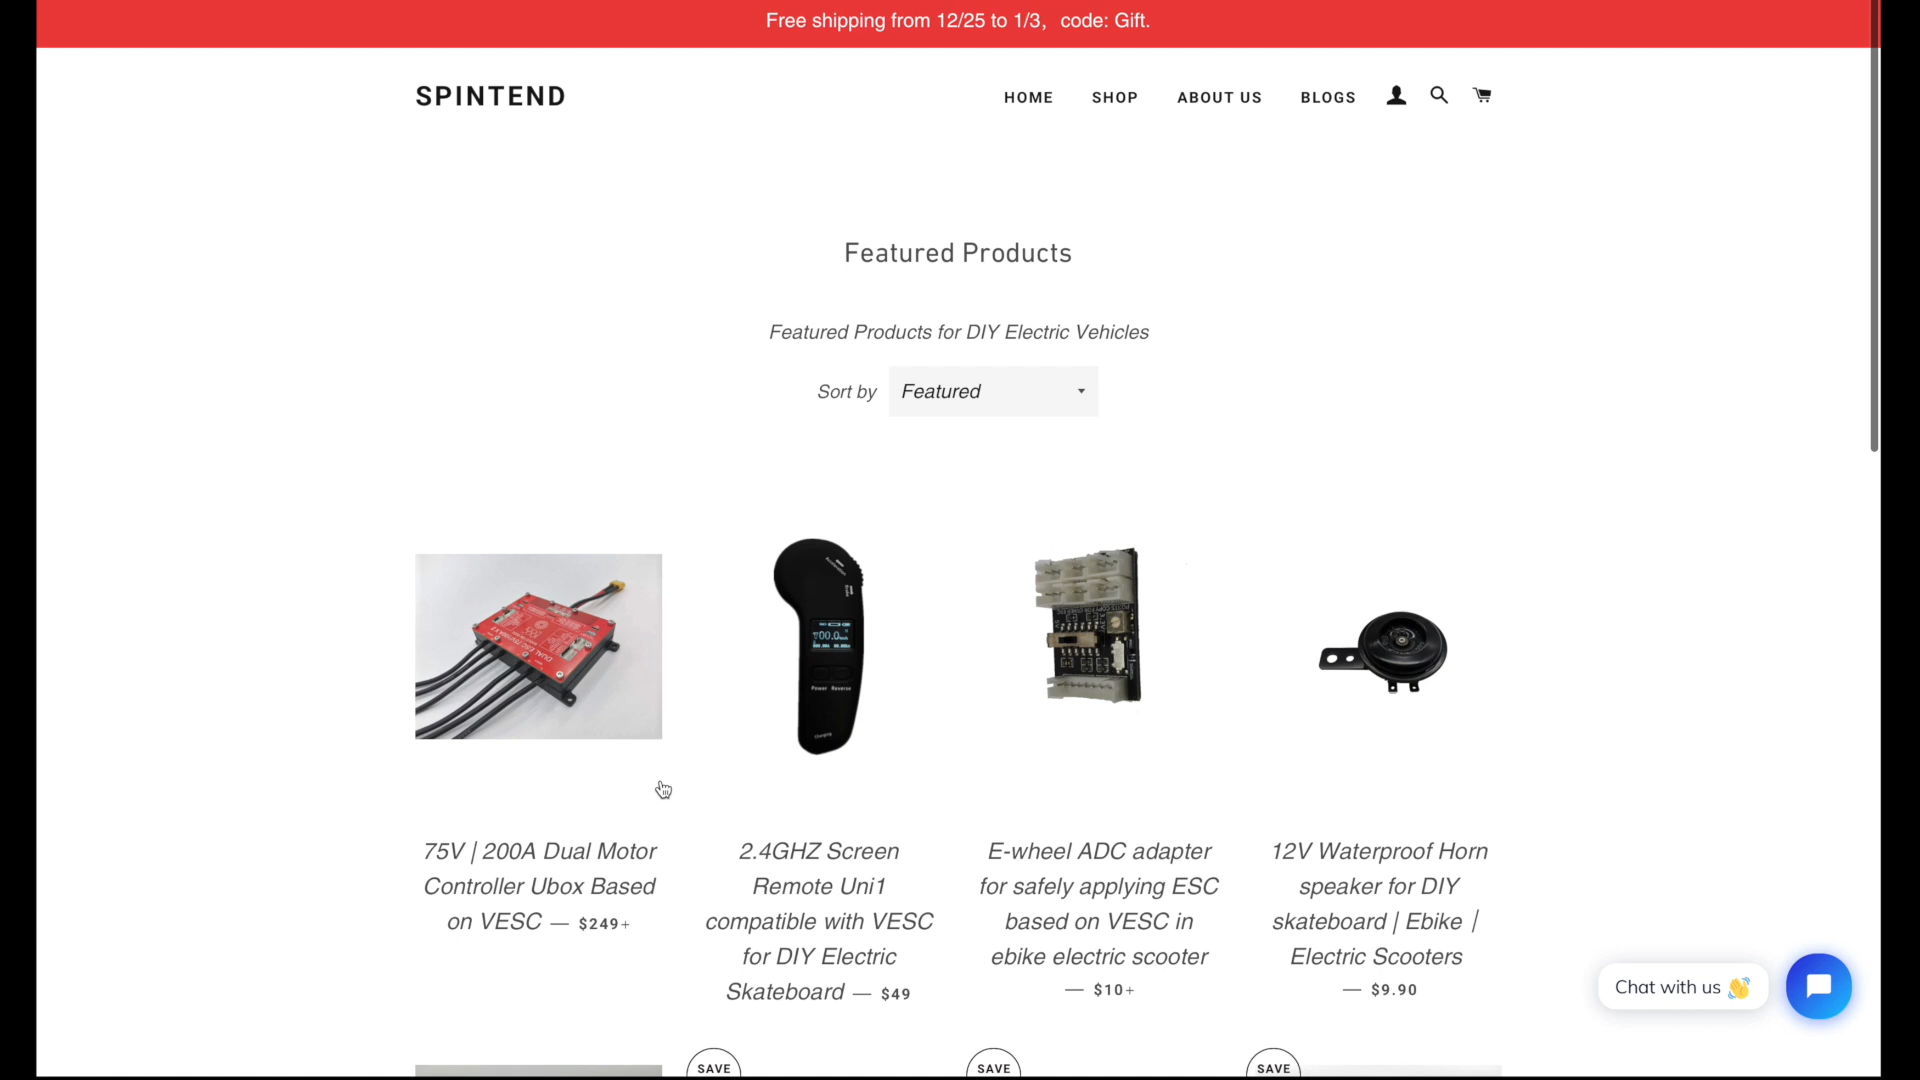 Free shipping from 12/25 to 1/3, code: Gift.
SPINTEND
HOME SHOP ABOUT US BLOGS
Featured Products
Featured Products for DIY Electric Vehicles
Sort by Featured
Power Reverse
Charging
75V | 200A Dual Motor
Controller Ubox Based
on VESC — $249+
2.4GHZ Screen
Remote Uni1
compatible with VESC
for DIY Electric
Skateboard — $49
E-wheel ADC adapter
for safely applying ESC
based on VESC in
ebike electric scooter
— $10+
12V Waterproof Horn
speaker for DIY
skateboard | Ebike |
Electric Scooters
— $9.90
Chat with us 👋
SAVE SAVE SAVE